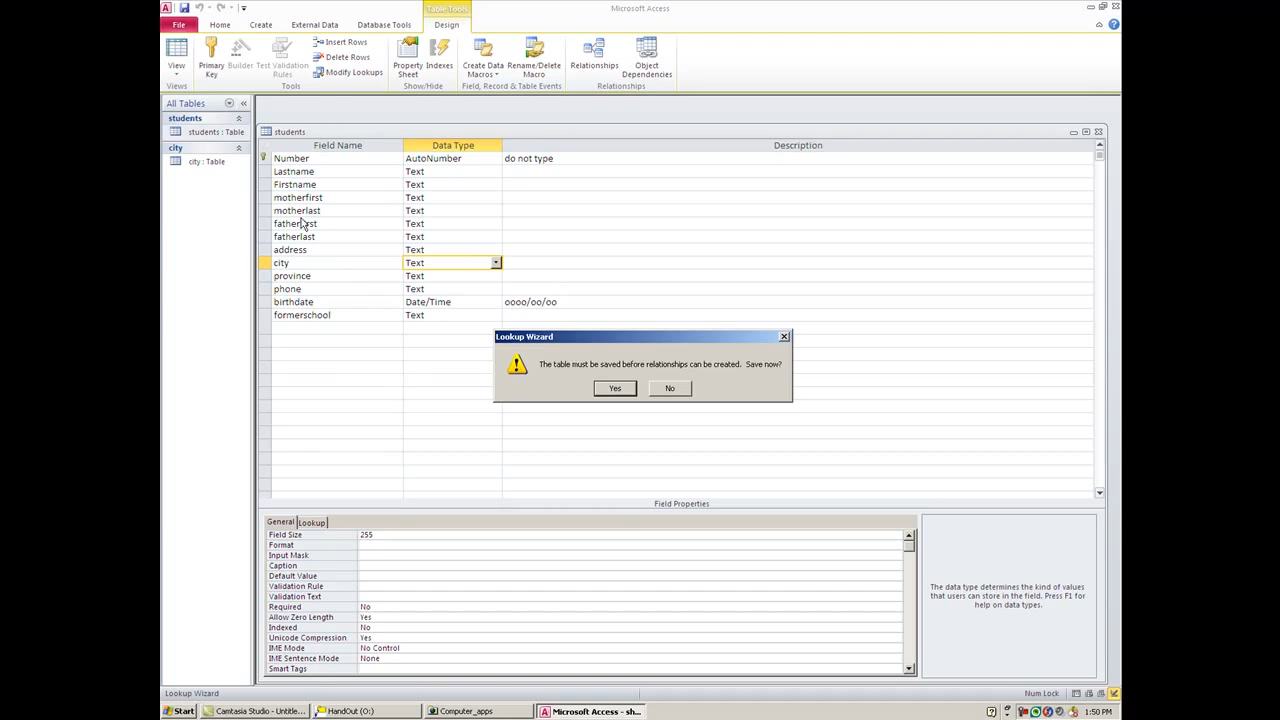 Table Tools
Microsoft Access
File Home Create External Data Database Tools Design
View
Primary Key
Builder
Test Validation Rules
Insert Rows
Delete Rows
Modify Lookups
Property Sheet
Indexes
Create Data Macros
Rename/Delete Macro
Relationships
Object Dependencies
Views Tools Show/Hide Field, Record & Table Events Relationships
All Tables
students
students : Table
city
city : Table
students
Field Name Data Type Description
Number AutoNumber do not type
Lastname Text
Firstname Text
motherfirst Text
motherlast Text
fatherfirst Text
fatherlast Text
address Text
city Text
province Text
phone Text
birthdate Date/Time oooo/oo/oo
formerschool Text
Lookup Wizard
The table must be saved before relationships can be created. Save now?
Yes No
Field Properties
General Lookup
Field Size 255
Format
Input Mask
Caption
Default Value
Validation Rule
Validation Text
Required No
Allow Zero Length Yes
Indexed No
Unicode Compression Yes
IME Mode No Control
IME Sentence Mode None
Smart Tags
The data type determines the kind of values
that users can store in the field. Press F1 for
help on data types.
Lookup Wizard Num Lock
Start Camtasia Studio - Untitle... HandOut (O:) Computer_apps Microsoft Access - sh... 1:50 PM